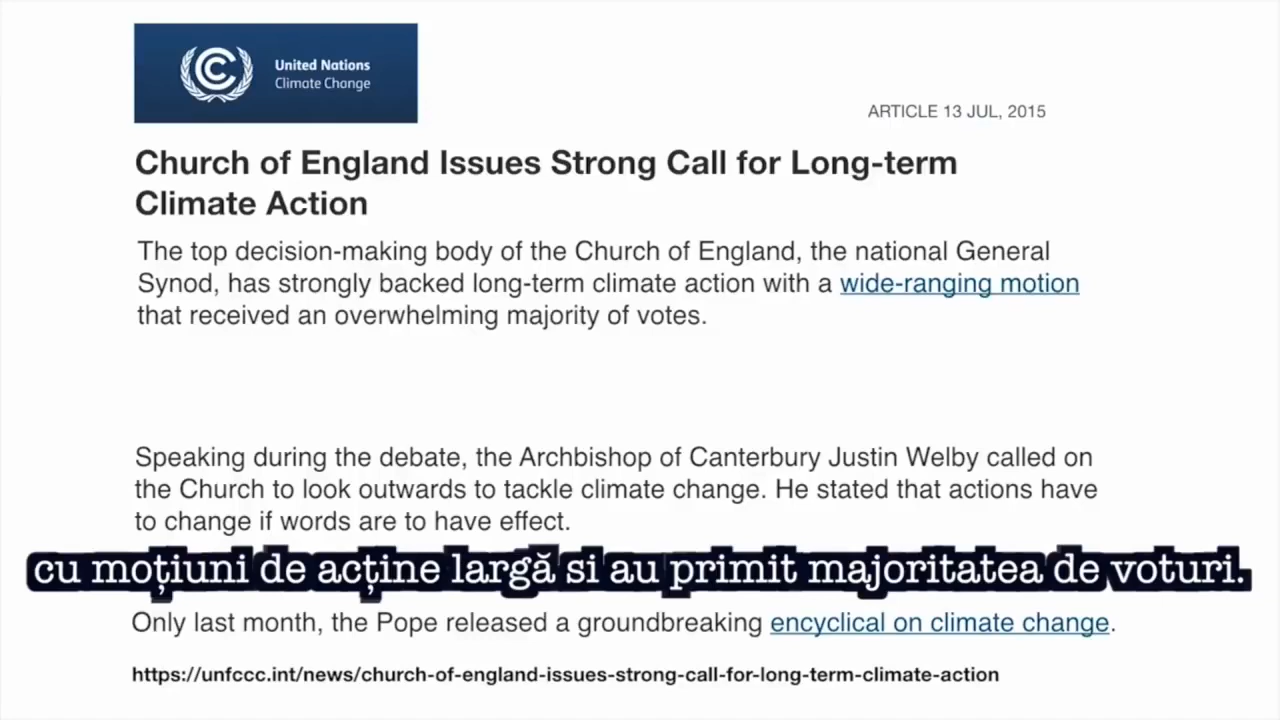 United Nations
Climate Change
ARTICLE 13 JUL, 2015
Church of England Issues Strong Call for Long-term
Climate Action
The top decision-making body of the Church of England, the national General
Synod, has strongly backed long-term climate action with a wide-ranging motion
that received an overwhelming majority of votes.
Speaking during the debate, the Archbishop of Canterbury Justin Welby called on
the Church to look outwards to tackle climate change. He stated that actions have
to change if words are to have effect.
cu moțiuni de acține largă si au primit majoritatea de voturi.
Only last month, the Pope released a groundbreaking encyclical on climate change.
https://unfccc.int/news/church-of-england-issues-strong-call-for-long-term-climate-action